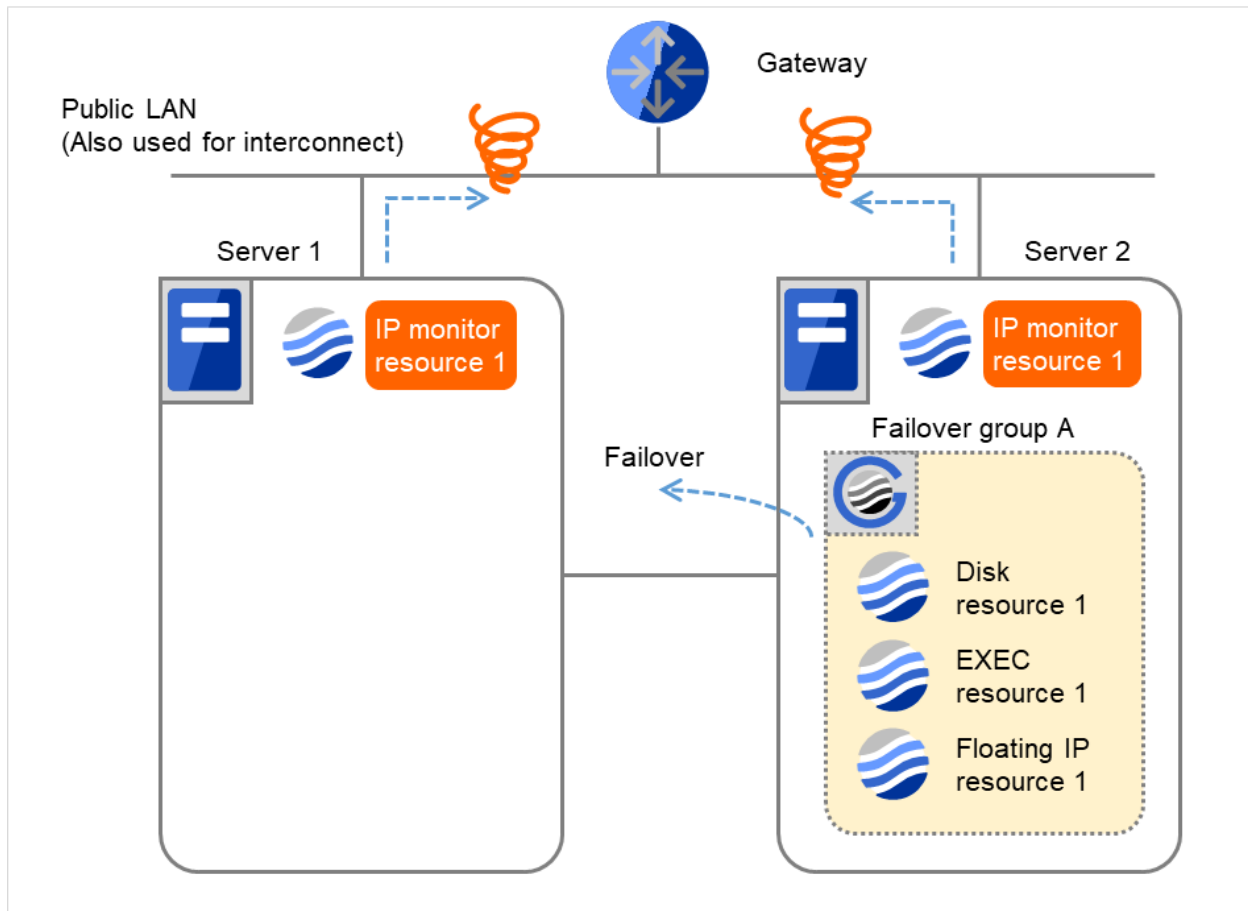 Gateway
Public LAN
(Also used for interconnect)
Server 1
Server 2
IP monitor
resource 1
IP monitor
resource 1
Failover group A
Failover
Disk
resource 1
EXEC
resource 1
Floating IP
resource 1